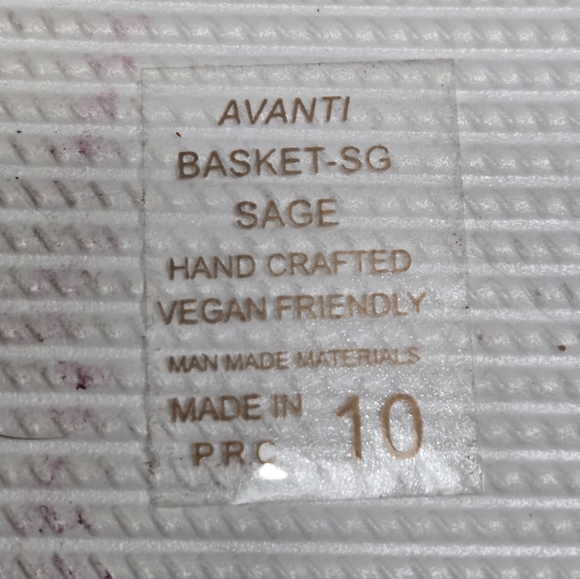 AVANTI
BASKET-SG
SAGE
HAND CRAFTED
VEGAN FRIENDLY
MAN MADE MATERIALS
MADE IN
P.R.C
10